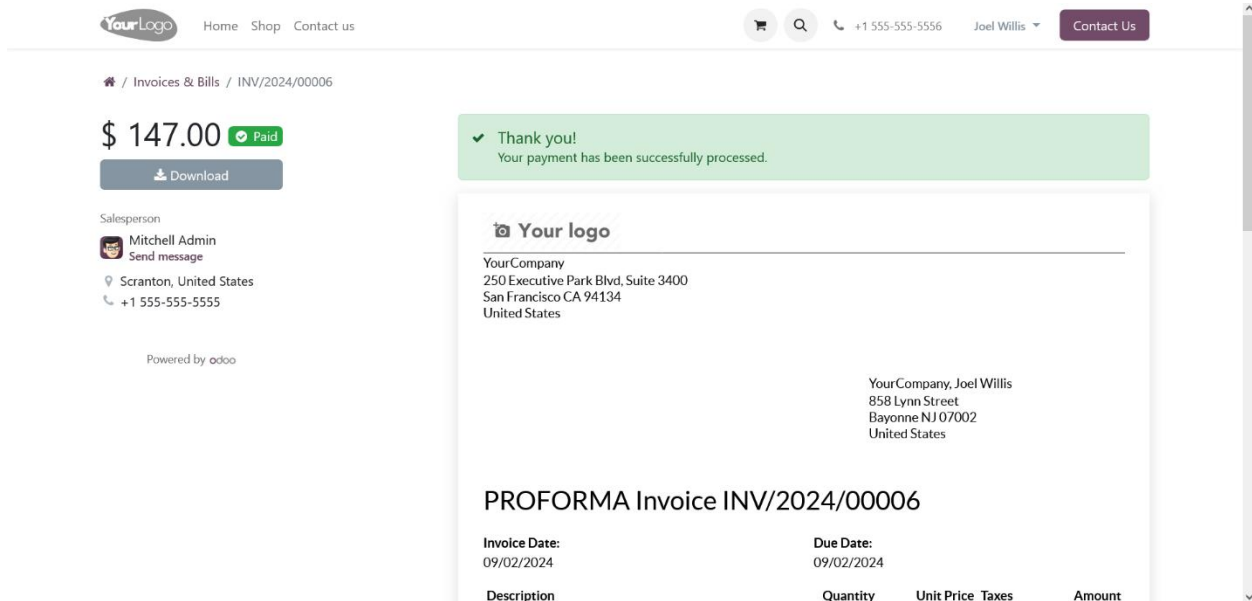 YourLogo
Home Shop Contact us
+1 555-555-5556
Joel Willis
Contact Us
/ Invoices & Bills / INV/2024/00006
$ 147.00 Paid
Download
Salesperson
Mitchell Admin
Send message
Scranton, United States
+1 555-555-5555
Powered by odoo
Thank you!
Your payment has been successfully processed.
Your logo
YourCompany
250 Executive Park Blvd, Suite 3400
San Francisco CA 94134
United States
YourCompany, Joel Willis
858 Lynn Street
Bayonne NJ 07002
United States
PROFORMA Invoice INV/2024/00006
Invoice Date: Due Date:
09/02/2024 09/02/2024
Description Quantity Unit Price Taxes Amount